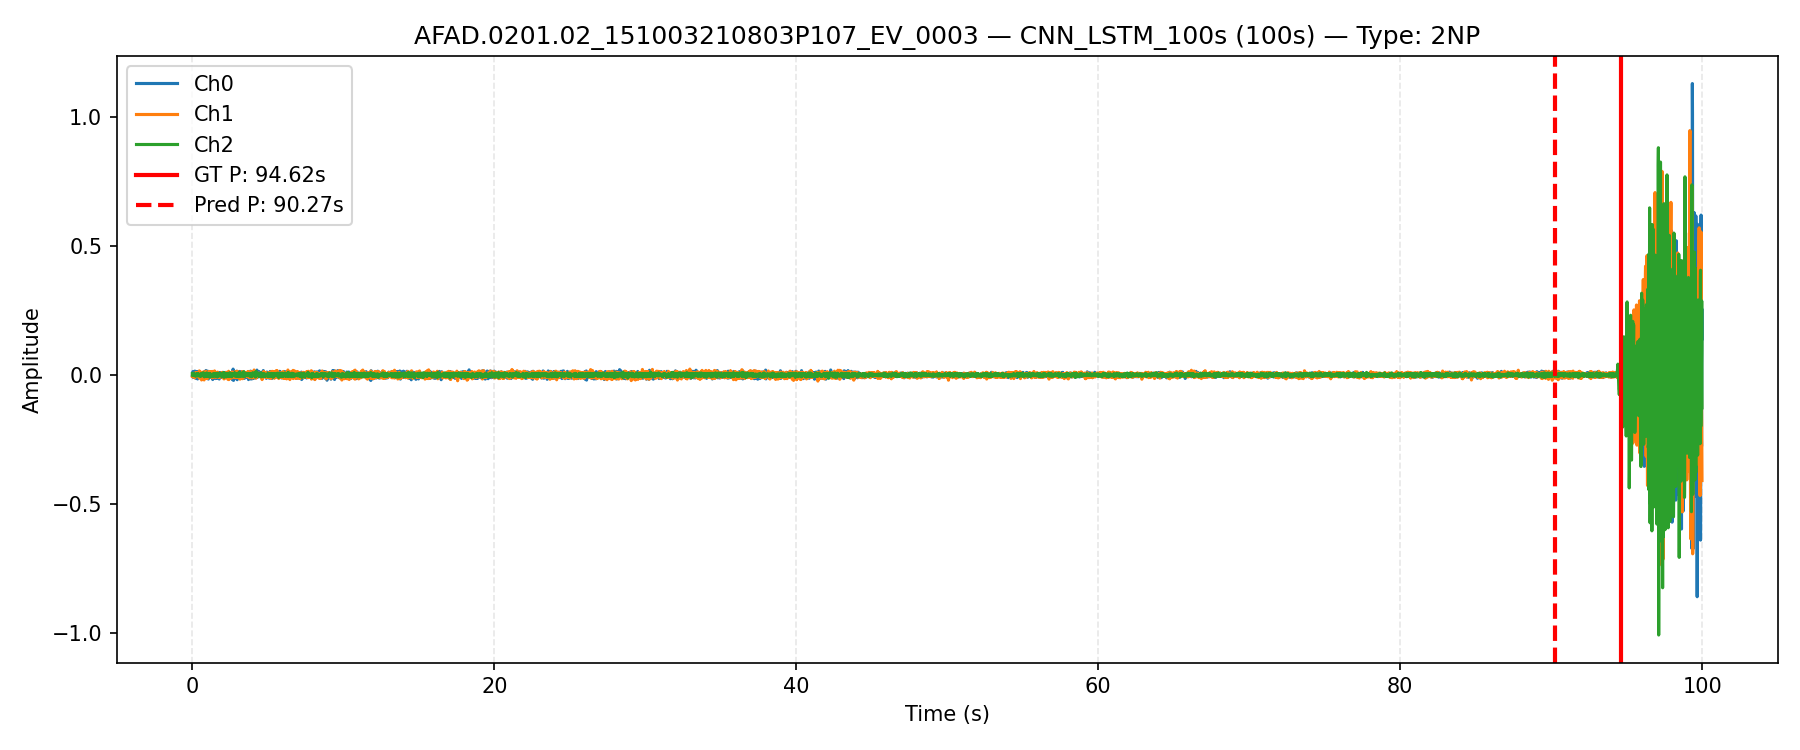 AFAD.0201.02_151003210803P107_EV_0003 — CNN_LSTM_100s (100s) — Type: 2NP
Ch0
Ch1
Ch2
GT P: 94.62s
Pred P: 90.27s
1.0
0.5
0.0
−0.5
−1.0
Amplitude
0
20
40
60
80
100
Time (s)